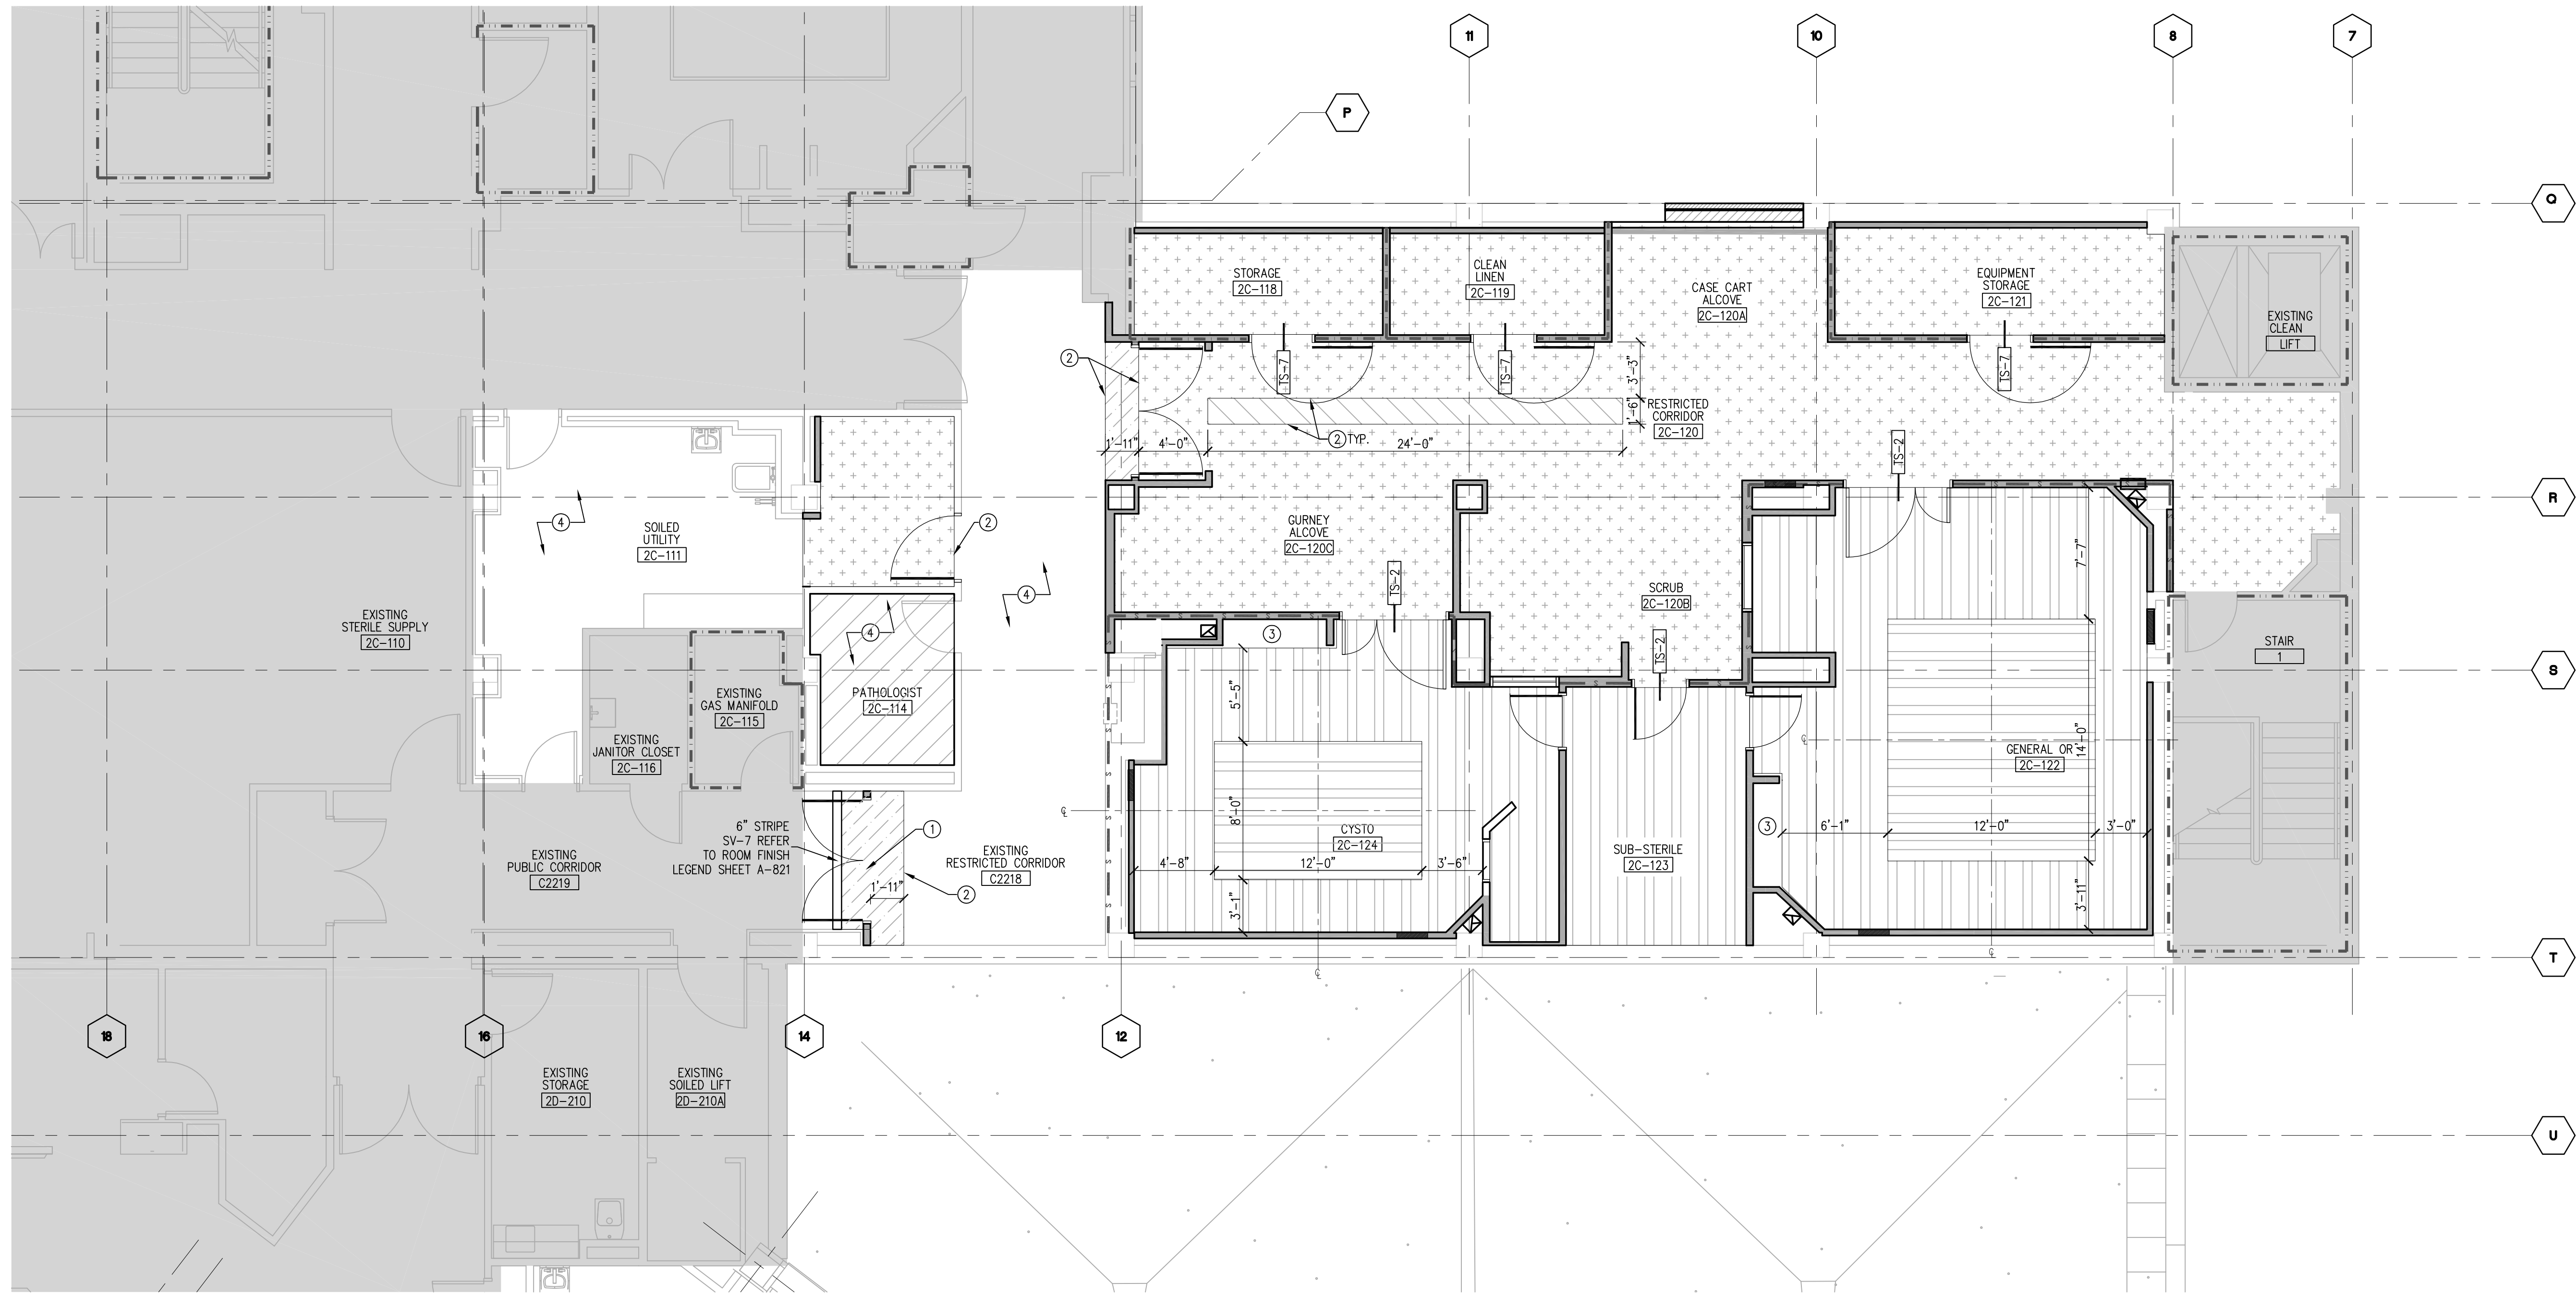 11
10
8
7
P
Q
STORAGE
2C-118
CLEAN
LINEN
2C-119
CASE CART
ALCOVE
2C-120A
EQUIPMENT
STORAGE
2C-121
EXISTING
CLEAN
LIFT
2
TS-7
TS-7
TS-7
3'-3"
1'-6"
RESTRICTED
CORRIDOR
2C-120
2 TYP.
1'-11"
4'-0"
24'-0"
TS-2
R
4
SOILED
UTILITY
2C-111
2
GURNEY
ALCOVE
2C-120C
TS-2
7'-7"
4
SCRUB
2C-120B
EXISTING
STERILE SUPPLY
2C-110
4
3
TS-2
STAIR
1
S
PATHOLOGIST
2C-114
EXISTING
GAS MANIFOLD
2C-115
5'-5"
EXISTING
JANITOR CLOSET
2C-116
GENERAL OR
2C-122
14'-0"
8'-0"
6" STRIPE
SV-7 REFER
TO ROOM FINISH
LEGEND SHEET A-821
1
EXISTING
PUBLIC CORRIDOR
C2219
EXISTING
RESTRICTED CORRIDOR
C2218
1'-11"
2
CYSTO
2C-124
4'-8"
12'-0"
3'-6"
SUB-STERILE
2C-123
3
6'-1"
12'-0"
3'-0"
3'-1"
3'-11"
T
18
16
14
12
EXISTING
STORAGE
2D-210
EXISTING
SOILED LIFT
2D-210A
U